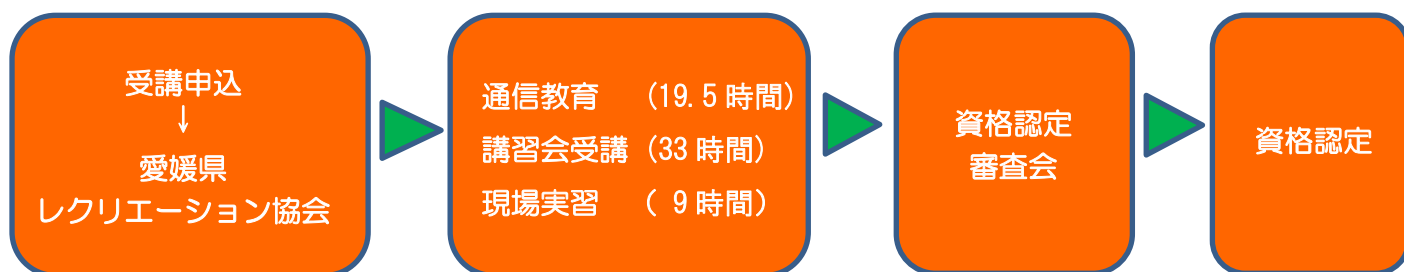 受講申込
↓
愛媛県
レクリエーション協会
通信教育 (19.5時間)
講習会受講 (33時間)
現場実習 ( 9時間)
資格認定
審査会
資格認定